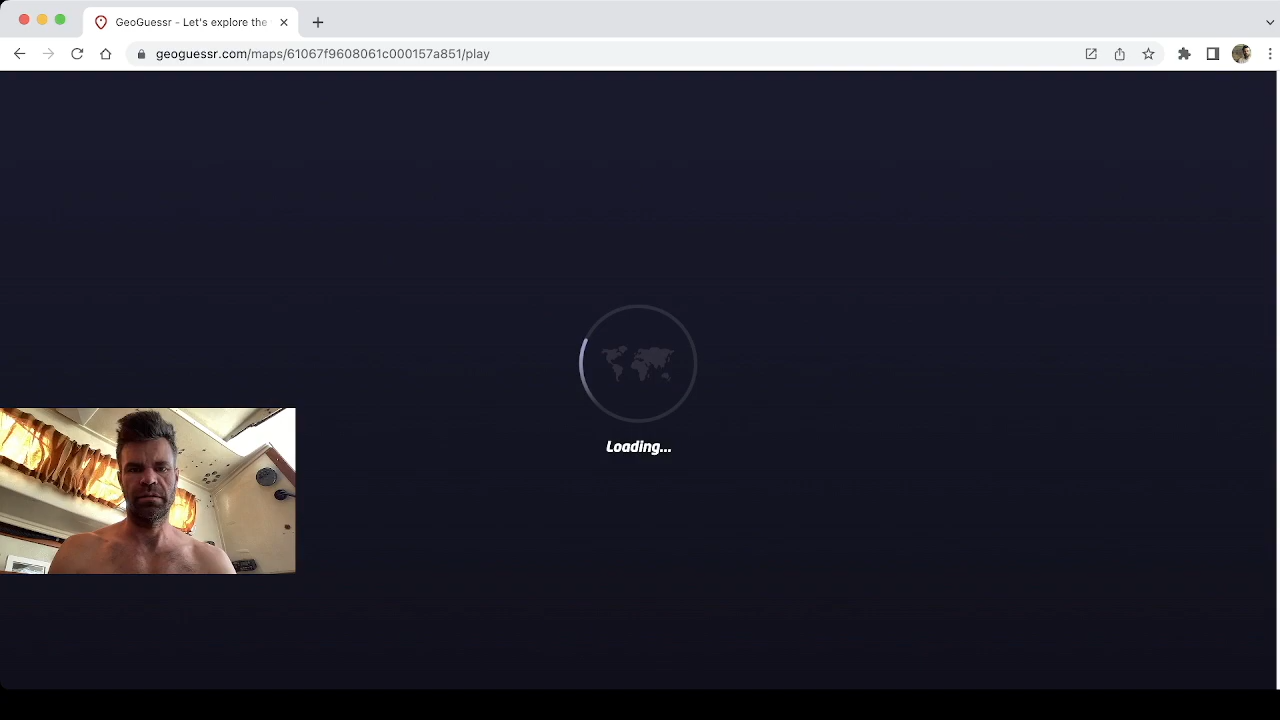 GeoGuessr - Let's explore the
geoguessr.com/maps/61067f9608061c000157a851/play
Loading...